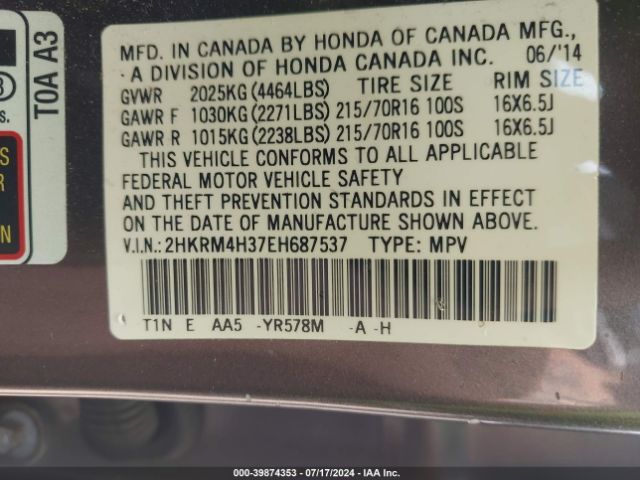 MFD. IN CANADA BY HONDA OF CANADA MFG.,
A DIVISION OF HONDA CANADA INC. 06/'14
GVWR 2025KG (4464LBS) TIRE SIZE RIM SIZE
GAWR F 1030KG (2271LBS) 215/70R16 100S 16X6.5J
GAWR R 1015KG (2238LBS) 215/70R16 100S 16X6.5J
THIS VEHICLE CONFORMS TO ALL APPLICABLE
FEDERAL MOTOR VEHICLE SAFETY
AND THEFT PREVENTION STANDARDS IN EFFECT
ON THE DATE OF MANUFACTURE SHOWN ABOVE.
V.I.N.: 2HKRM4H37EH687537 TYPE: MPV
T1N E AA5 -YR578M -A -H
TOA A3
000-39874353 - 07/17/2024 - IAA Inc.